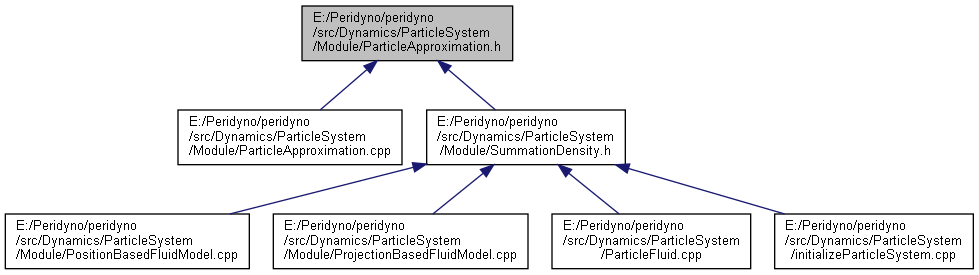 E:/Peridyno/peridyno
/src/Dynamics/ParticleSystem
/Module/ParticleApproximation.h
E:/Peridyno/peridyno
/src/Dynamics/ParticleSystem
/Module/ParticleApproximation.cpp
E:/Peridyno/peridyno
/src/Dynamics/ParticleSystem
/Module/SummationDensity.h
E:/Peridyno/peridyno
/src/Dynamics/ParticleSystem
/Module/PositionBasedFluidModel.cpp
E:/Peridyno/peridyno
/src/Dynamics/ParticleSystem
/Module/ProjectionBasedFluidModel.cpp
E:/Peridyno/peridyno
/src/Dynamics/ParticleSystem
/ParticleFluid.cpp
E:/Peridyno/peridyno
/src/Dynamics/ParticleSystem
/initializeParticleSystem.cpp